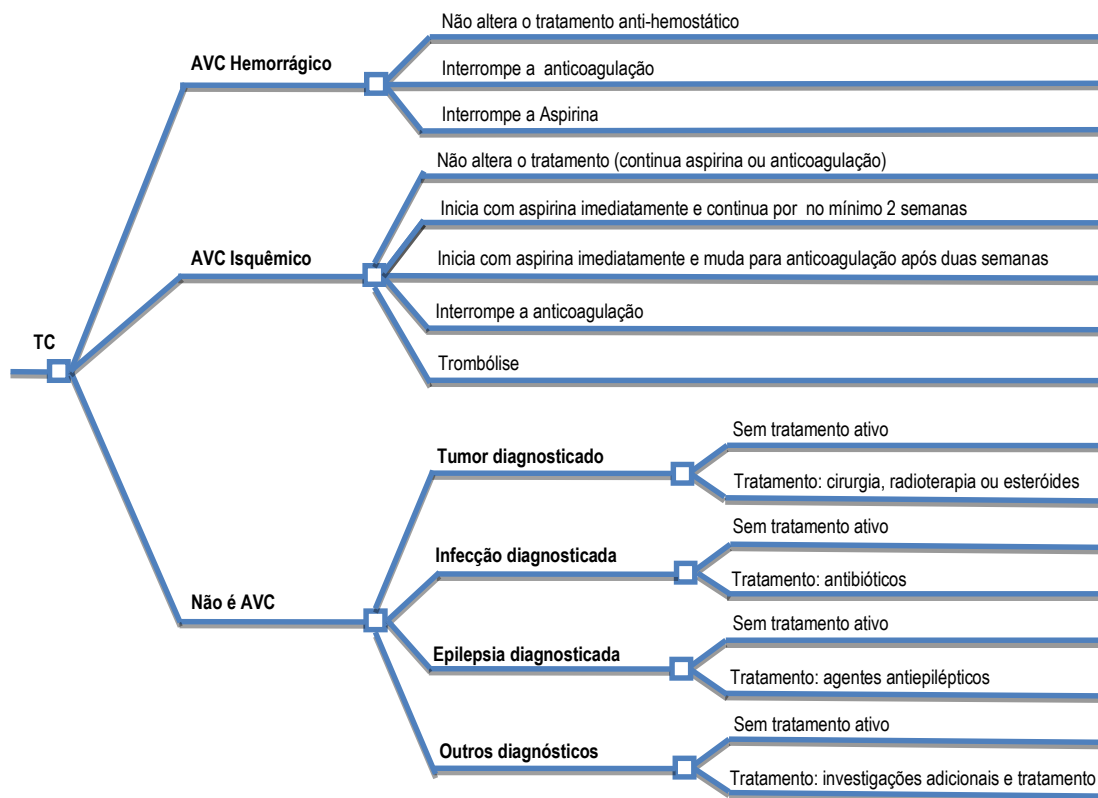 Não altera o tratamento anti-hemostático
AVC Hemorrágico
Interrompe a anticoagulação
Interrompe a Aspirina
Não altera o tratamento (continua aspirina ou anticoagulação)
Inicia com aspirina imediatamente e continua por no mínimo 2 semanas
AVC Isquêmico
Inicia com aspirina imediatamente e muda para anticoagulação após duas semanas
Interrompe a anticoagulação
TC
Trombólise
Sem tratamento ativo
Tumor diagnosticado
Tratamento: cirurgia, radioterapia ou esteróides
Sem tratamento ativo
Infecção diagnosticada
Tratamento: antibióticos
Não é AVC
Sem tratamento ativo
Epilepsia diagnosticada
Tratamento: agentes antiepilépticos
Sem tratamento ativo
Outros diagnósticos
Tratamento: investigações adicionais e tratamento